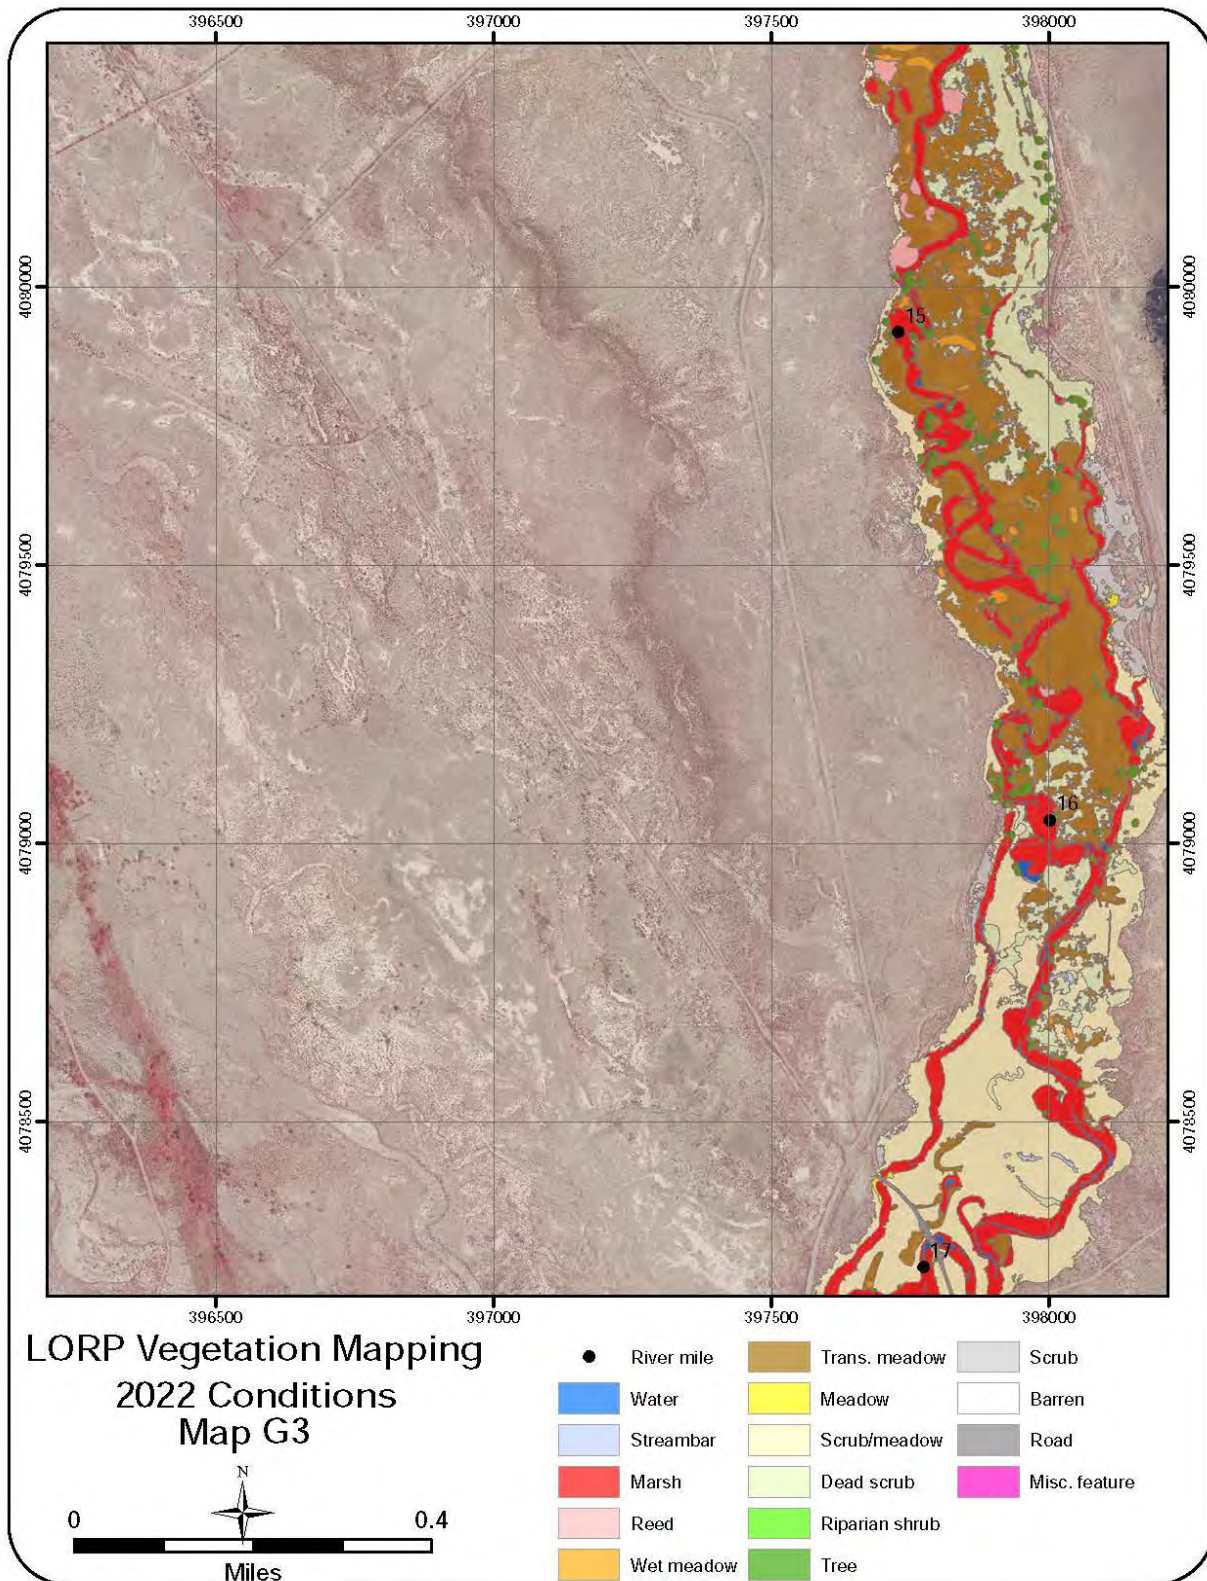 396500 397000 397500 398000
4080000 4080000
15
4079500 4079500
16
4079000 4079000
4078500 4078500
17
396500 397000 397500 398000
LORP Vegetation Mapping
2022 Conditions
Map G3
N
0 0.4
Miles
River mile
Water
Streambar
Marsh
Reed
Wet meadow
Trans. meadow
Meadow
Scrub/meadow
Dead scrub
Riparian shrub
Tree
Scrub
Barren
Road
Misc. feature